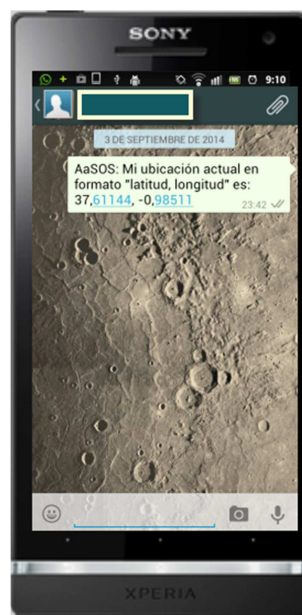 SONY
9:10
3 DE SEPTIEMBRE DE 2014
AaSOS: Mi ubicación actual en
formato "latitud, longitud" es:
37,61144, -0,98511
23:42
XPERIA